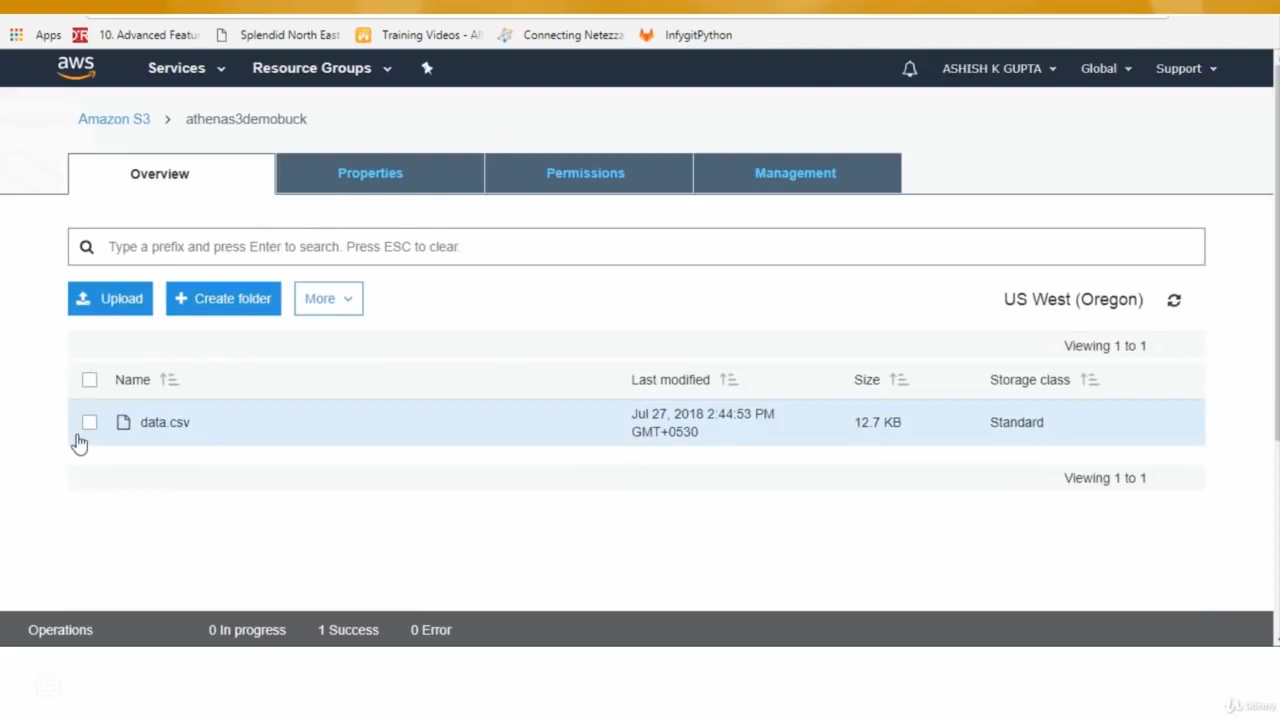 Apps 10. Advanced Featu Splendid North East Training Videos - Al Connecting Netezza InfygitPython
aws Services Resource Groups ASHISH K GUPTA Global Support
Amazon S3 > athenas3demobuck
Overview Properties Permissions Management
Type a prefix and press Enter to search. Press ESC to clear.
Upload + Create folder More US West (Oregon)
Viewing 1 to 1
Name Last modified Size Storage class
data.csv Jul 27, 2018 2:44:53 PM 12.7 KB Standard
GMT+0530
Viewing 1 to 1
Operations 0 In progress 1 Success 0 Error
Udemy